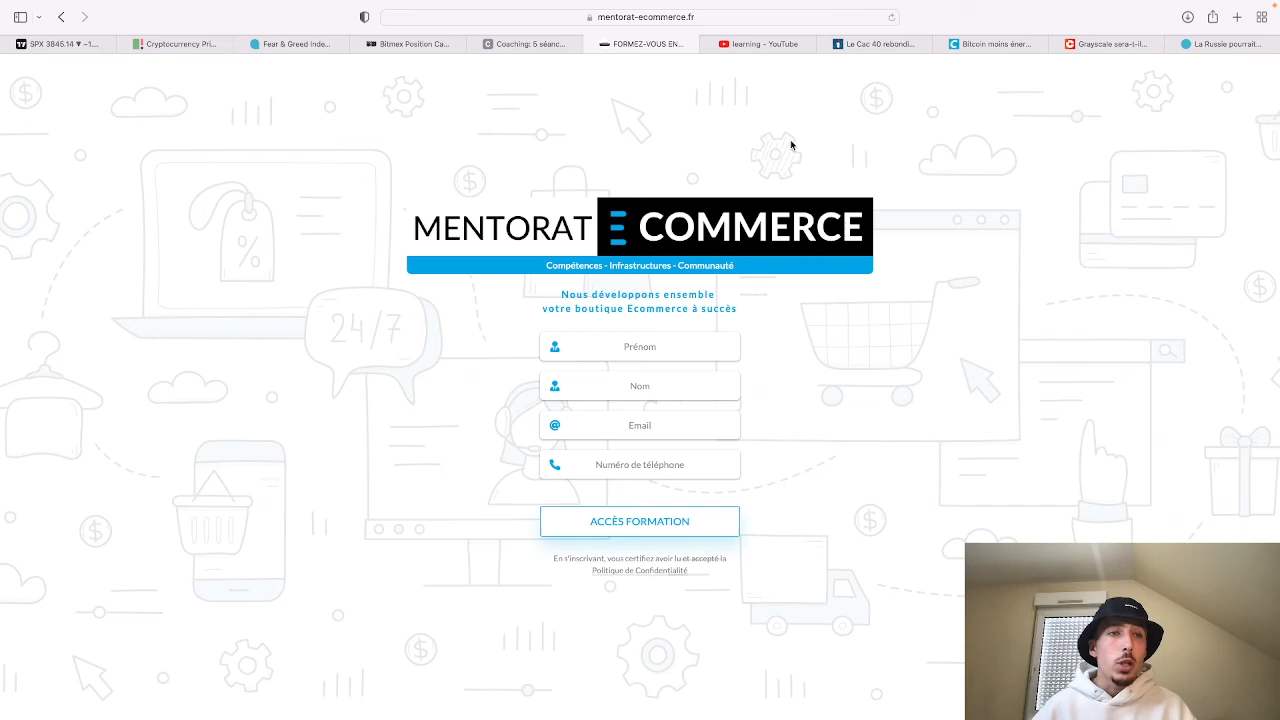 mentorat-ecommerce.fr
SPX 3845.14 ▼ −1....
Cryptocurrency Pri...
Fear & Greed Inde...
Bitmex Position Ca...
Coaching: 5 séanc...
FORMEZ-VOUS EN...
learning - YouTube
Le Cac 40 rebondi...
Bitcoin moins éner...
Grayscale sera-t-il...
La Russie pourrait...
MENTORAT E COMMERCE
Compétences - Infrastructures - Communauté
Nous développons ensemble
votre boutique Ecommerce à succès
24/7
%
Prénom
Nom
Email
Numéro de téléphone
ACCÈS FORMATION
En s'inscrivant, vous certifiez avoir lu et accepté la
Politique de Confidentialité